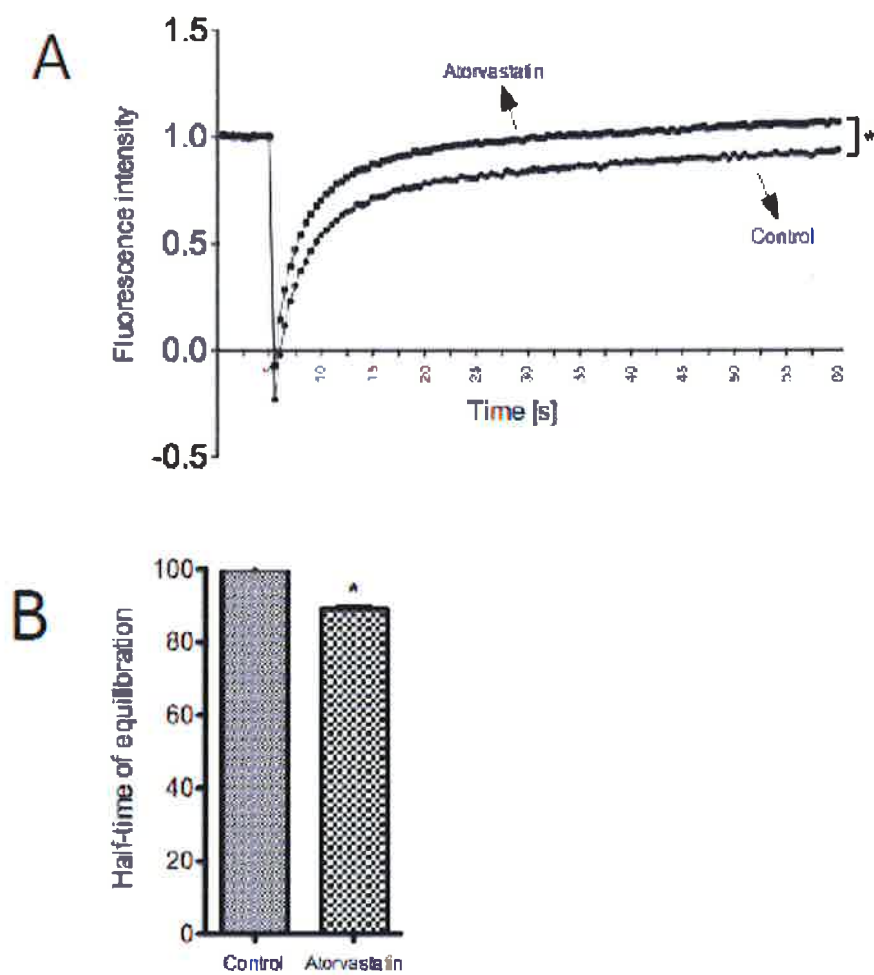 A
1.5
1.0
0.5
0.0
-0.5
Fluorescence intensity
Atorvastatin
*
Control
5 10 15 20 25 30 35 40 45 50 55 60
Time [s]
B
100
80
60
40
20
0
Half-time of equilibration
*
Control Atorvastatin